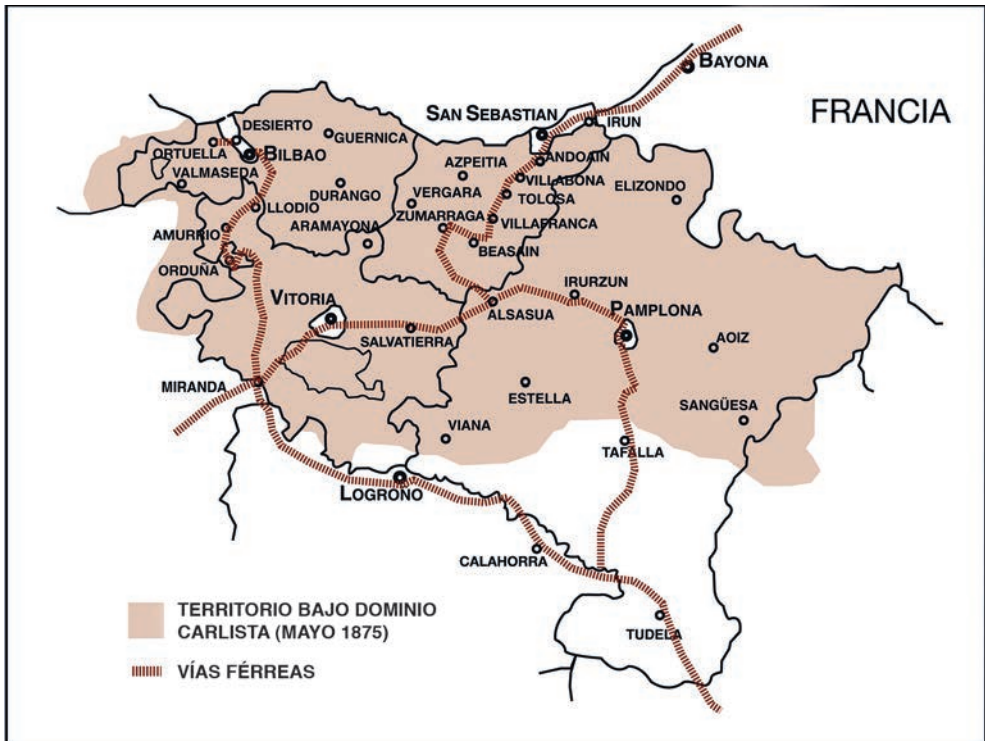 BAYONA
FRANCIA
SAN SEBASTIAN
IRUN
DESIERTO
GUERNICA
ORTUELLA
BILBAO
ANDOAIN
AZPEITIA
VALMASEDA
VILLABONA
ELIZONDO
DURANGO
VERGARA
TOLOSA
LLODIO
ZUMARRAGA
VILLAFRANCA
ARAMAYONA
AMURRIO
BEASAIN
ORDUÑA
IRURZUN
VITORIA
ALSASUA
PAMPLONA
SALVATIERRA
AOIZ
MIRANDA
ESTELLA
SANGÜESA
VIANA
TAFALLA
LOGROÑO
CALAHORRA
TERRITORIO BAJO DOMINIO
CARLISTA (MAYO 1875)
TUDELA
VÍAS FÉRREAS